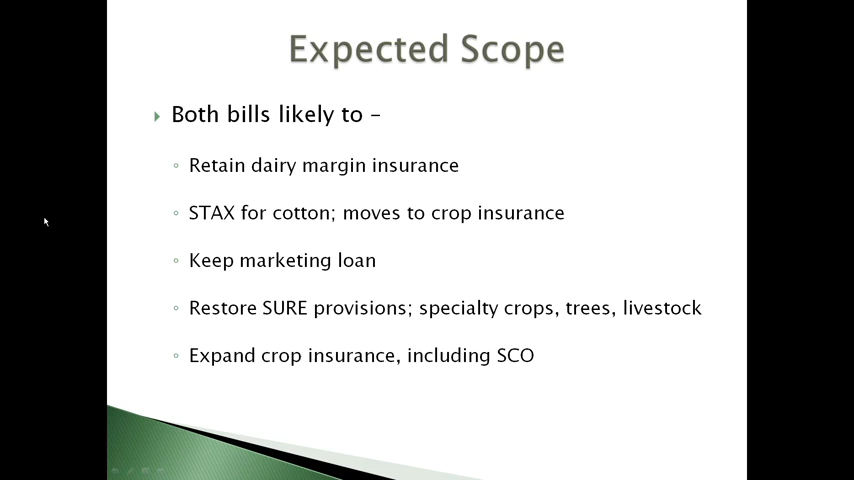 Expected Scope
Both bills likely to –
Retain dairy margin insurance
STAX for cotton; moves to crop insurance
Keep marketing loan
Restore SURE provisions; specialty crops, trees, livestock
Expand crop insurance, including SCO